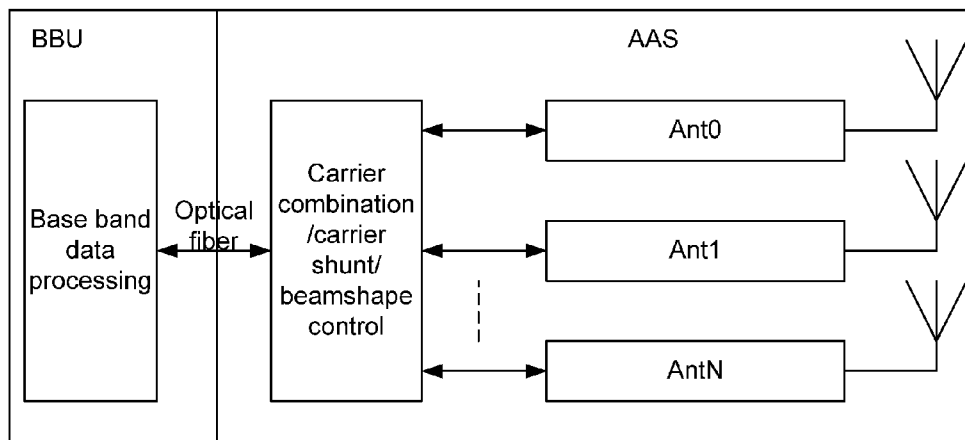 BBU
AAS
Base band
data
processing
Optical
fiber
Carrier
combination
/carrier
shunt/
beamshape
control
Ant0
Ant1
AntN